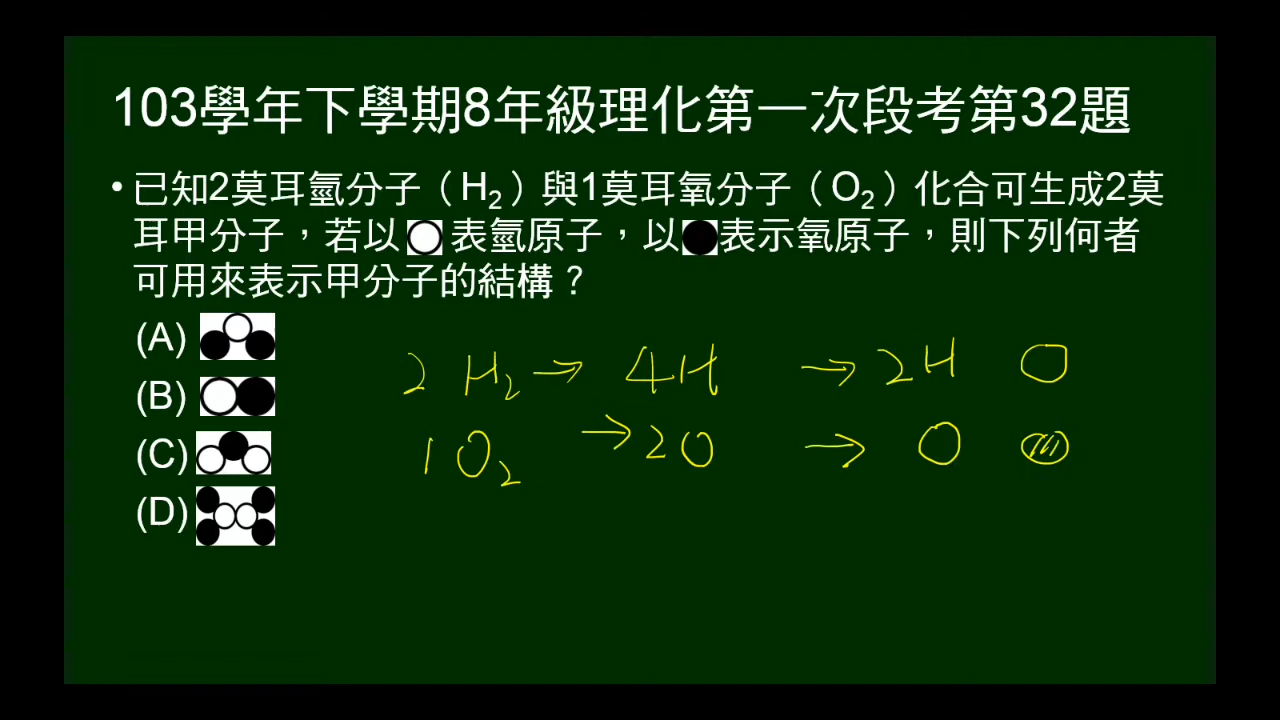 103學年下學期8年級理化第一次段考第32題
• 已知2莫耳氫分子（H₂）與1莫耳氧分子（O₂）化合可生成2莫
耳甲分子，若以 表氫原子，以 表示氧原子，則下列何者
可用來表示甲分子的結構？
(A)
(B)
(C)
(D)
2 H₂ → 4H → 2H
1 O₂ → 2O → O